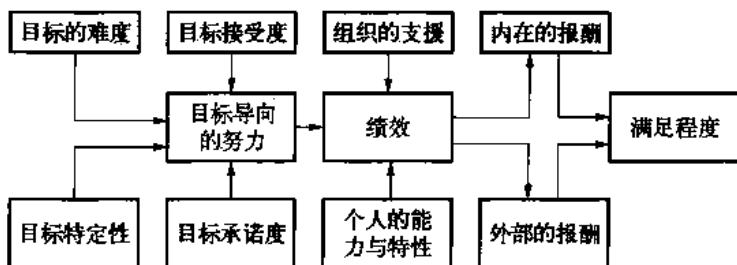 目标的难度
目标接受度
组织的支援
内在的报酬
目标导向
的努力
绩效
满足程度
目标特定性
目标承诺度
个人的能
力与特性
外部的报酬